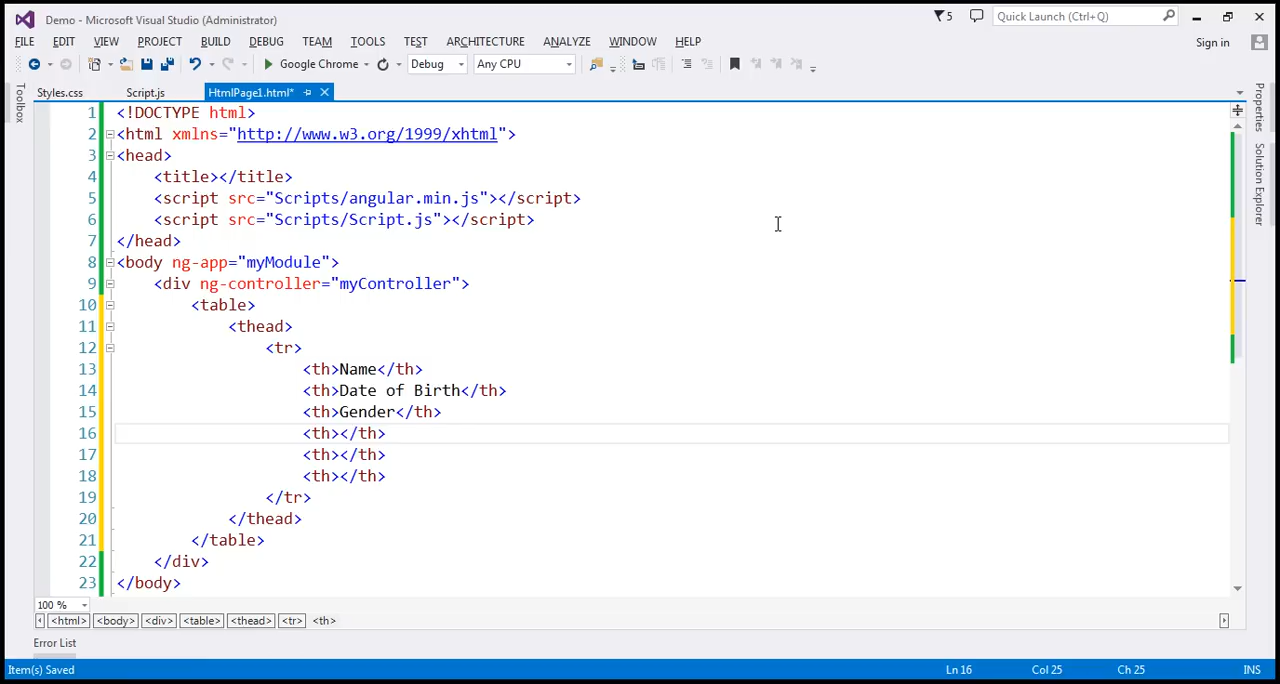 Demo - Microsoft Visual Studio (Administrator)
5
Quick Launch (Ctrl+Q)
FILE EDIT VIEW PROJECT BUILD DEBUG TEAM TOOLS TEST ARCHITECTURE ANALYZE WINDOW HELP
Sign in
Google Chrome Debug Any CPU
Toolbox
Styles.css Script.js HtmlPage1.html*
Properties
Solution Explorer
1 <!DOCTYPE html>
2 <html xmlns="http://www.w3.org/1999/xhtml">
3 <head>
4 <title></title>
5 <script src="Scripts/angular.min.js"></script>
6 <script src="Scripts/Script.js"></script>
7 </head>
8 <body ng-app="myModule">
9 <div ng-controller="myController">
10 <table>
11 <thead>
12 <tr>
13 <th>Name</th>
14 <th>Date of Birth</th>
15 <th>Gender</th>
16 <th></th>
17 <th></th>
18 <th></th>
19 </tr>
20 </thead>
21 </table>
22 </div>
23 </body>
100 %
<html> <body> <div> <table> <thead> <tr> <th>
Error List
Item(s) Saved Ln 16 Col 25 Ch 25 INS